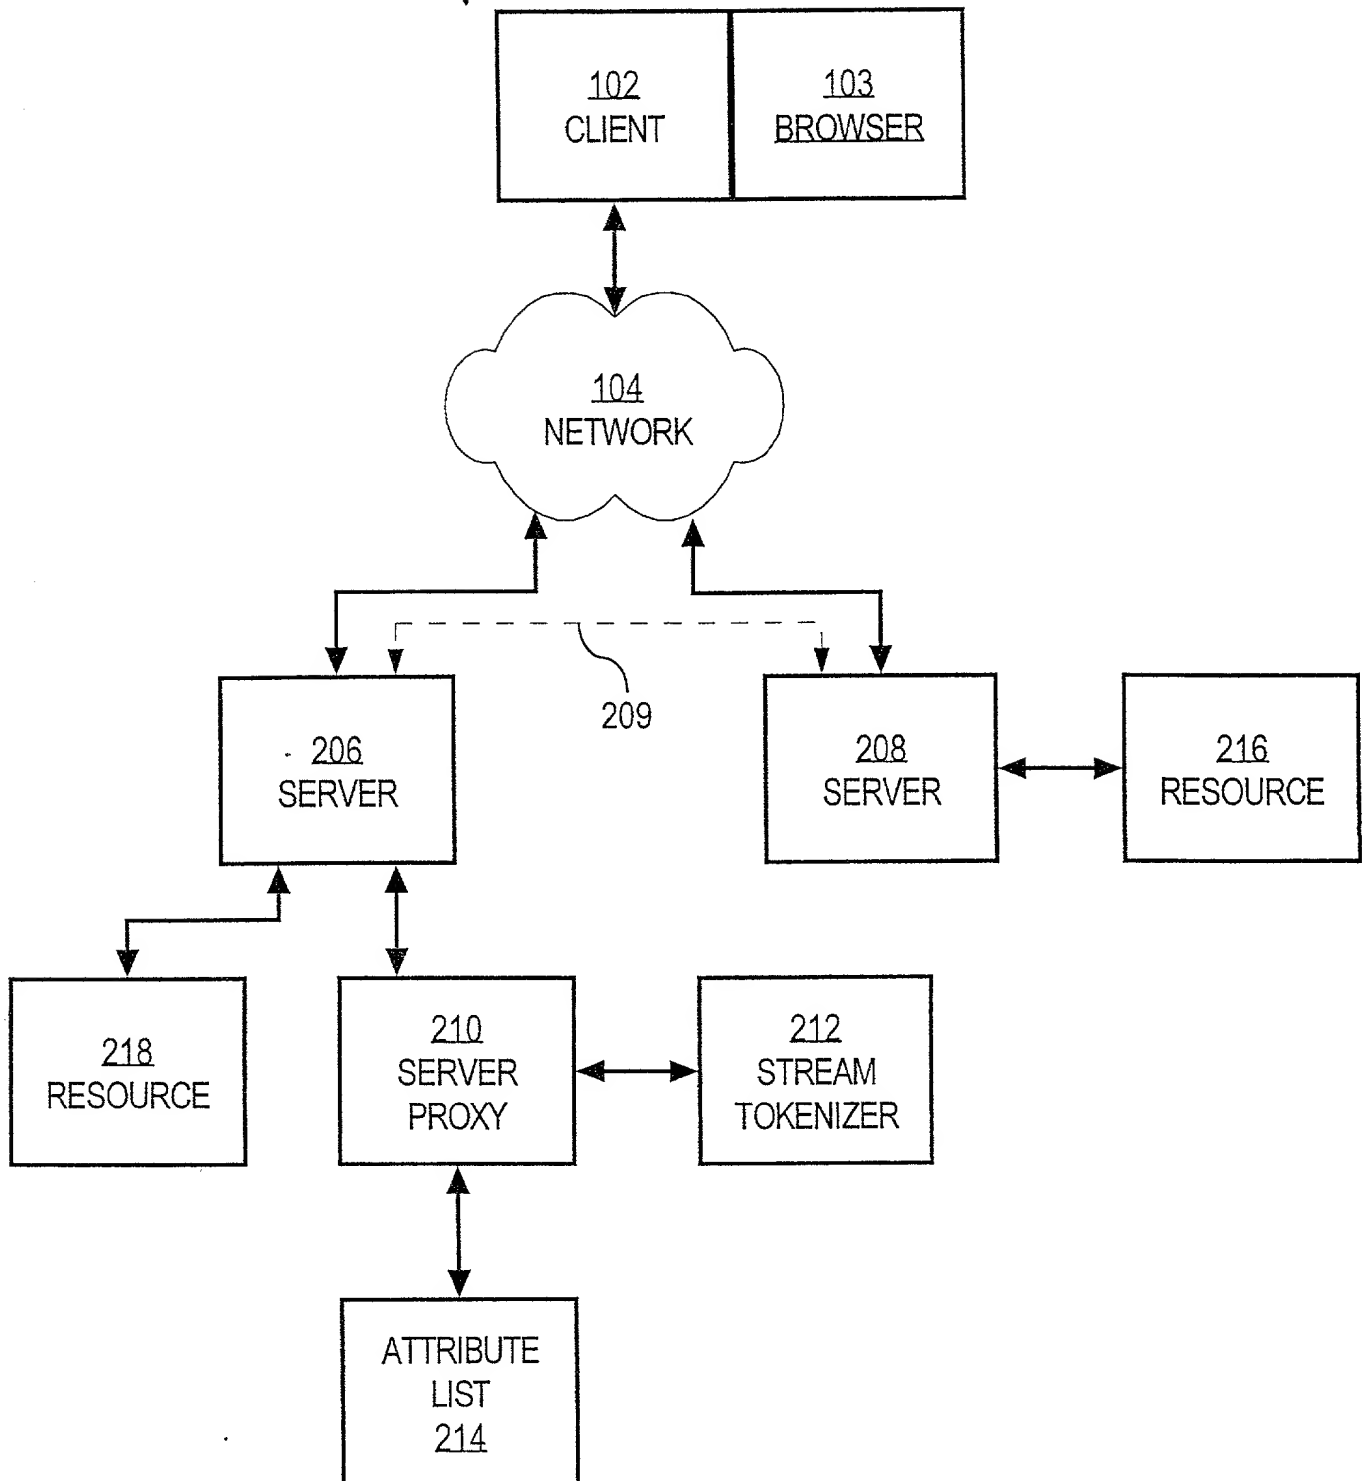 102
CLIENT
103
BROWSER
104
NETWORK
209
206
SERVER
208
SERVER
216
RESOURCE
218
RESOURCE
210
SERVER
PROXY
212
STREAM
TOKENIZER
ATTRIBUTE
LIST
214